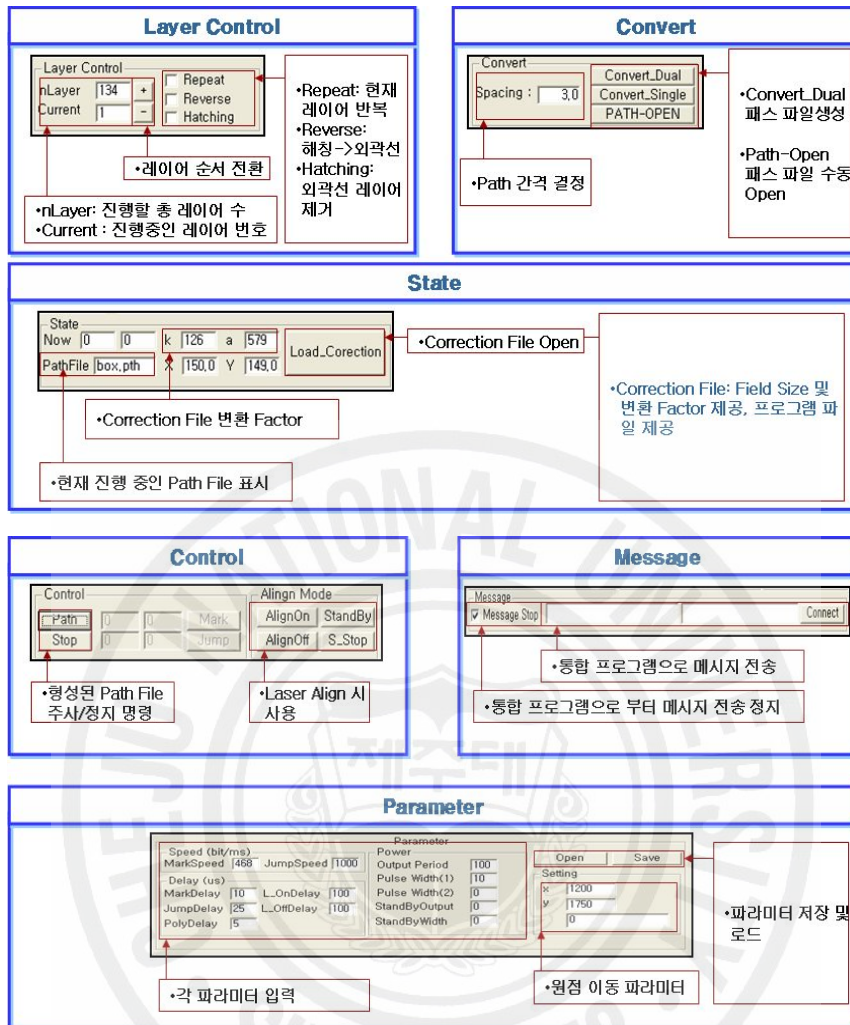 Layer Control
Layer Control
nLayer 134 +
Current 1 -
Repeat
Reverse
Hatching
•레이어 순서 전환
•nLayer: 진행할 총 레이어 수
•Current : 진행중인 레이어 번호
•Repeat: 현재
레이어 반복
•Reverse:
해칭->외곽선
•Hatching:
외곽선 레이어
제거
Convert
Convert
Spacing : 3,0
Convert_Dual
Convert_Single
PATH-OPEN
•Path 간격 결정
•Convert_Dual
패스 파일생성
•Path-Open
패스 파일 수동
Open
State
State
Now 0 0 k 126 a 579
PathFile box,pth X 150,0 Y 149,0
Load_Corection
•Correction File Open
•Correction File 변환 Factor
•현재 진행 중인 Path File 표시
•Correction File: Field Size 및
변환 Factor 제공, 프로그램 파
일 제공
Control
Control
Path 0 0 Mark
Stop 0 0 Jump
Alingn Mode
AlignOn StandBy
AlignOff S_Stop
•형성된 Path File
주사/정지 명령
•Laser Align 시
사용
Message
Message
Message Stop
Connect
•통합 프로그램으로 메시지 전송
•통합 프로그램으로 부터 메시지 전송 정지
Parameter
Parameter
Speed (bit/ms)
MarkSpeed 468 JumpSpeed 1000
Delay (us)
MarkDelay 10 L_OnDelay 100
JumpDelay 25 L_OffDelay 100
PolyDelay 5
Power
Output Period 100
Pulse Width(1) 10
Pulse Width(2) 0
StandByOutput 0
StandByWidth 0
Open Save
Setting
x 1200
y 1750
0
•각 파라미터 입력
•원점 이동 파라미터
•파라미터 저장 및
로드
JEJU NATIONAL UNIVERSITY
제주대